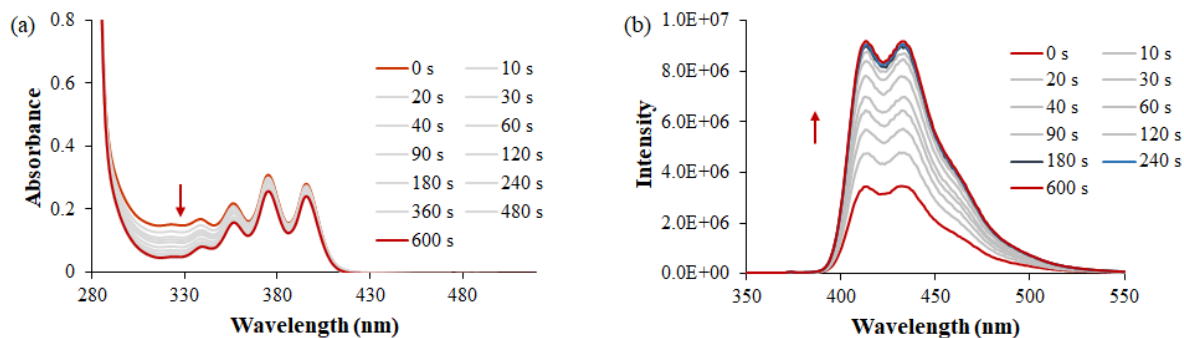 (a)
0.8
0.6
0.4
0.2
0
Absorbance
280 330 380 430 480
Wavelength (nm)
0 s 10 s
20 s 30 s
40 s 60 s
90 s 120 s
180 s 240 s
360 s 480 s
600 s
(b)
1.0E+07
8.0E+06
6.0E+06
4.0E+06
2.0E+06
0.0E+00
Intensity
350 400 450 500 550
Wavelength (nm)
0 s 10 s
20 s 30 s
40 s 60 s
90 s 120 s
180 s 240 s
600 s